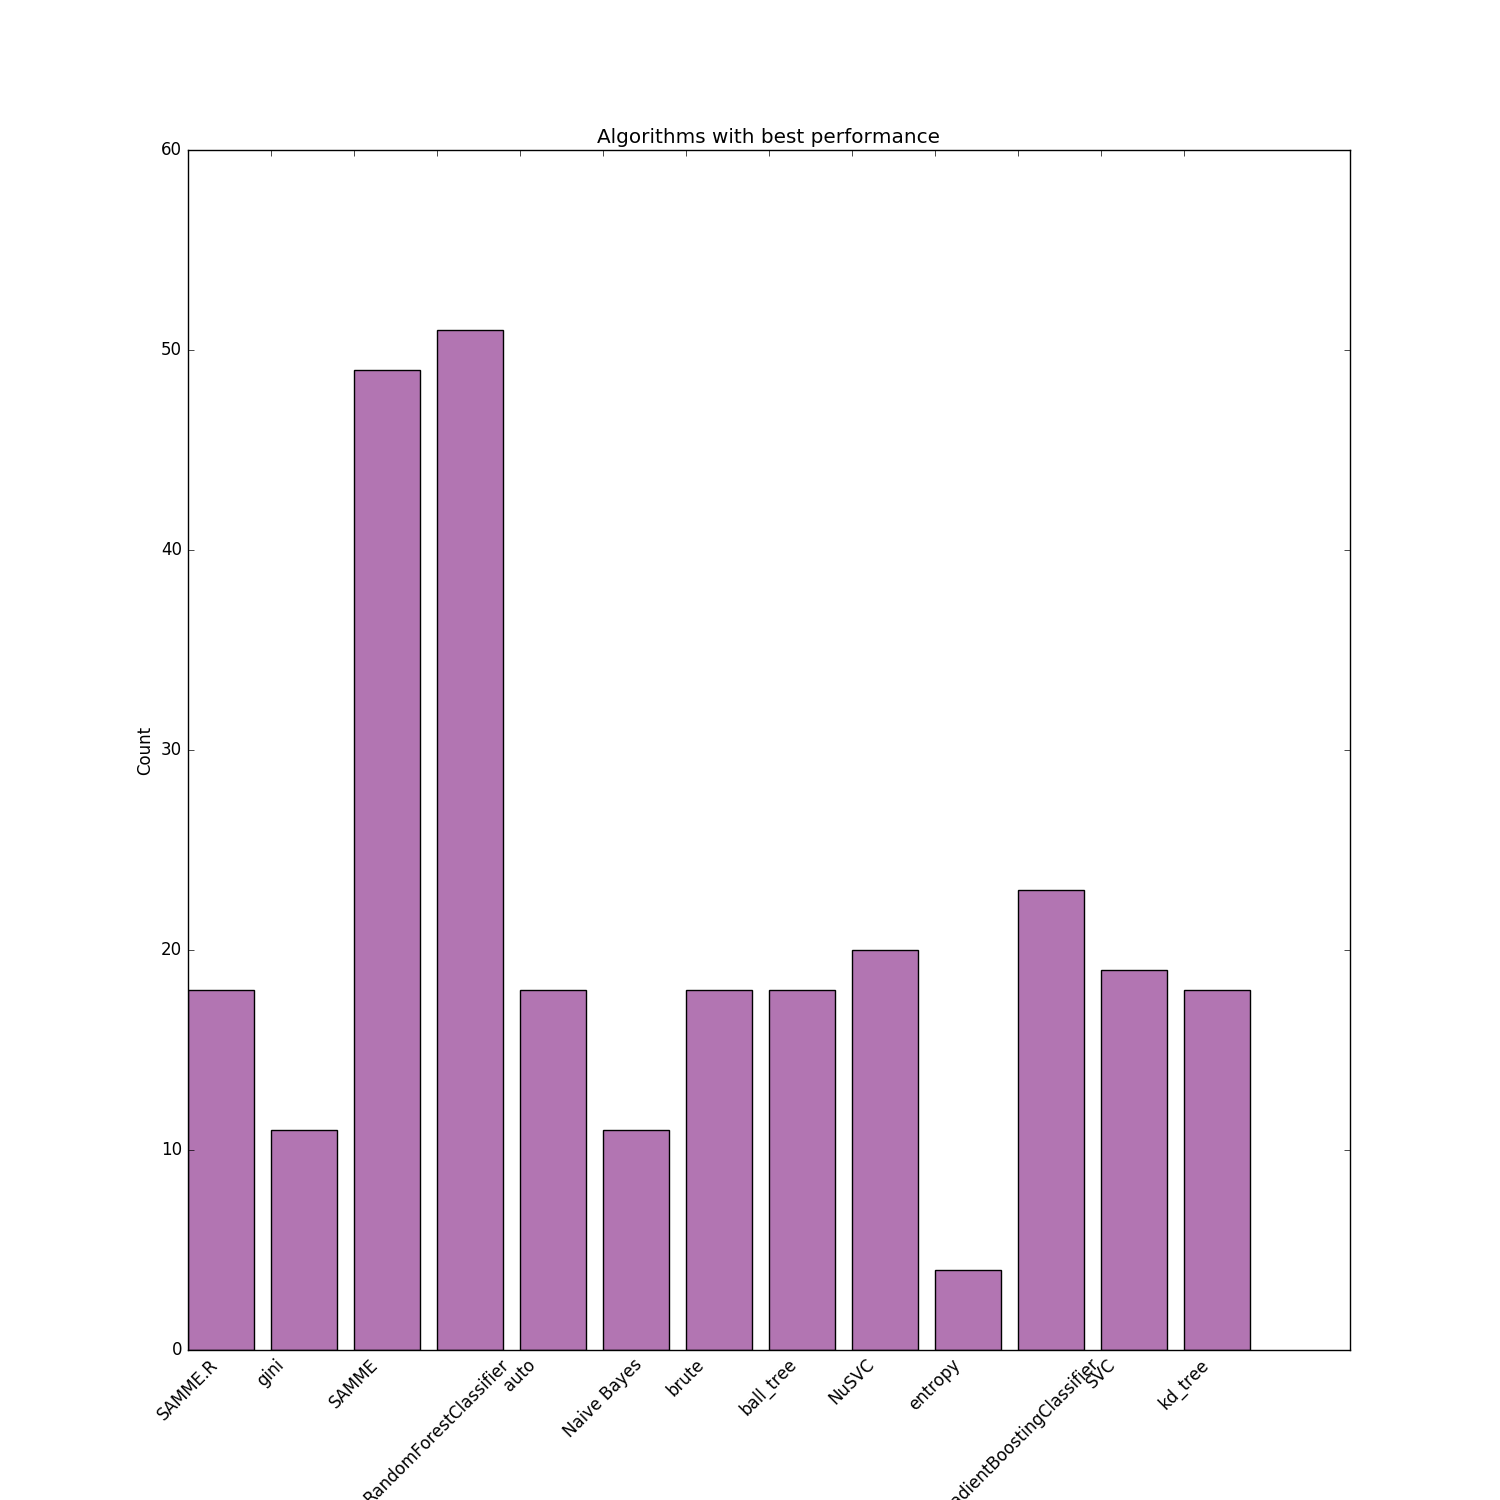 Algorithms with best performance
60
50
40
30
20
10
0
Count
SAMME.R
gini
SAMME
RandomForestClassifier
auto
Naive Bayes
brute
ball_tree
NuSVC
entropy
edientBoostingClassifier
SVC
kd_tree